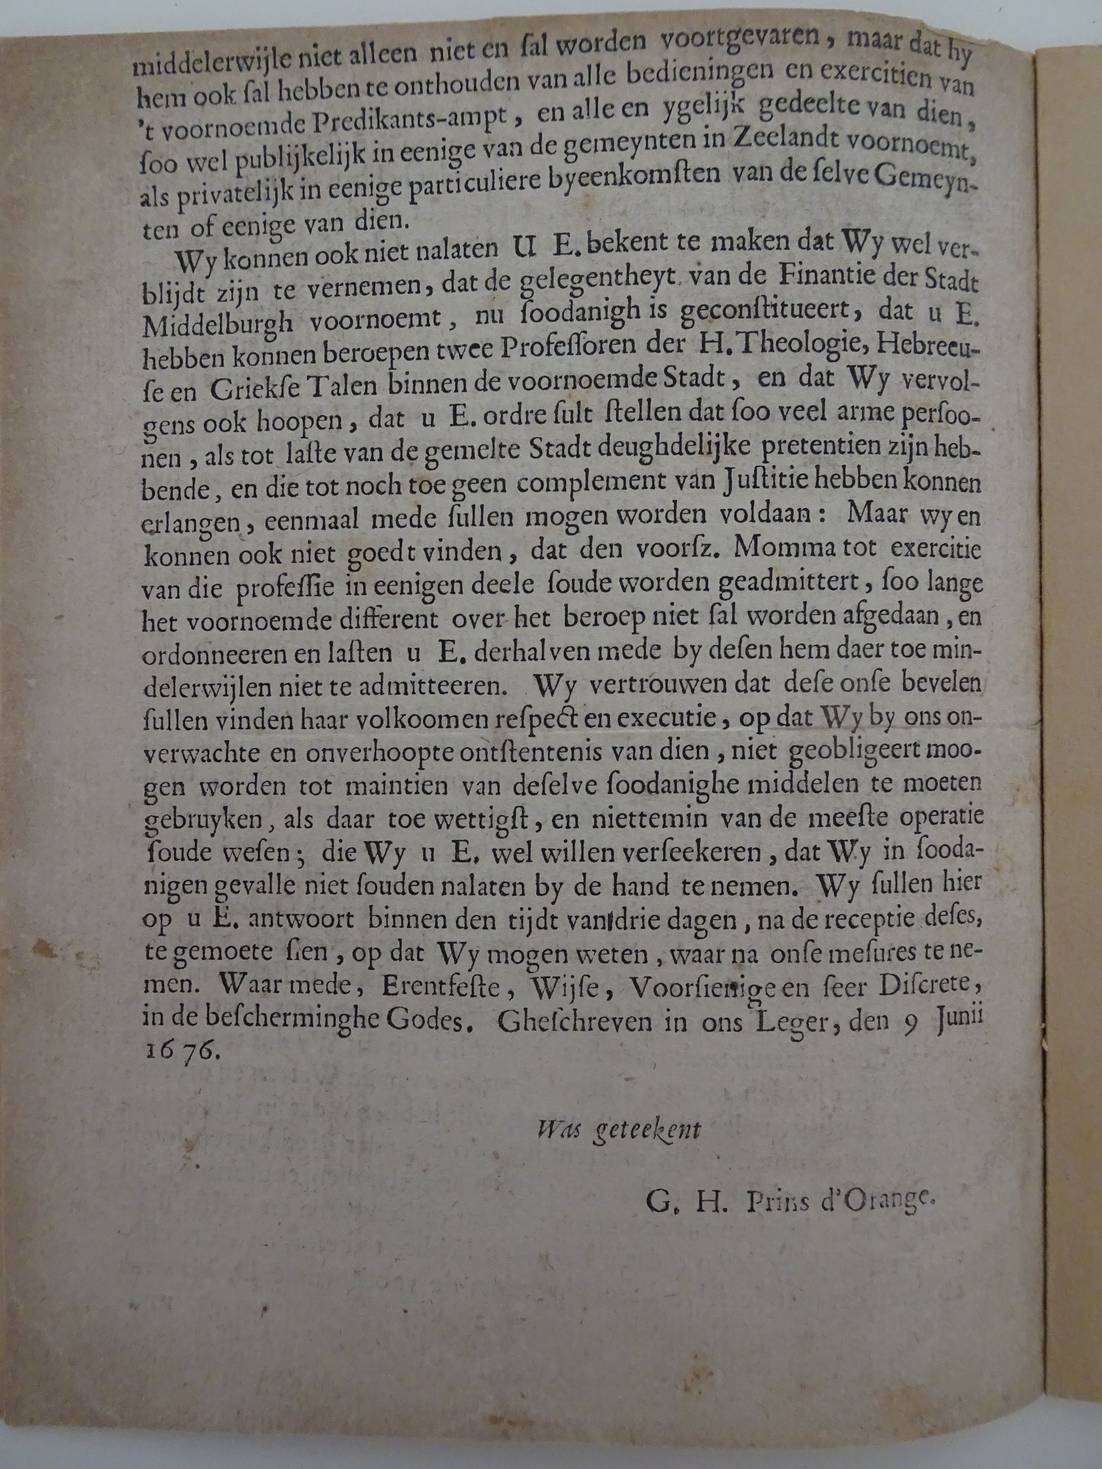 middelerwijle niet alleen niet en ſal worden voortgevaren, maar dat hy
hem ook ſal hebben te onthouden van alle bedieningen en exercitien van
't voornoemde Predikants-ampt, en alle en ygelijk gedeelte van dien,
ſoo wel publijkelijk in eenige van de gemeynten in Zeelandt voornoemt,
als privatelijk in eenige particuliere byeenkomſten van de ſelve Gemeyn-
ten of eenige van dien.
Wy konnen ook niet nalaten U E. bekent te maken dat Wy wel ver-
blijdt zijn te vernemen, dat de gelegentheyt van de Finantie der Stadt
Middelburgh voornoemt, nu ſoodanigh is geconſtitueert, dat u E.
hebben konnen beroepen twee Profeſſoren der H. Theologie, Hebreeu-
ſe en Griekſe Talen binnen de voornoemde Stadt, en dat Wy vervol-
gens ook hoopen, dat u E. ordre ſult ſtellen dat ſoo veel arme perſoo-
nen, als tot laſte van de gemelte Stadt deughdelijke pretentien zijn heb-
bende, en die tot noch toe geen complement van Juſtitie hebben konnen
erlangen, eenmaal mede ſullen mogen worden voldaan: Maar wy en
konnen ook niet goedt vinden, dat den voorſz. Momma tot exercitie
van die profeſſie in eenigen deele ſoude worden geadmittert, ſoo lange
het voornoemde different over het beroep niet ſal worden afgedaan, en
ordonneeren en laſten u E. derhalven mede by deſen hem daer toe min-
delerwijlen niet te admitteeren. Wy vertrouwen dat deſe onſe bevelen
ſullen vinden haar volkoomen reſpect en executie, op dat Wy by ons on-
verwachte en onverhoopte ontſtentenis van dien, niet geobligeert moo-
gen worden tot maintien van deſelve ſoodanighe middelen te moeten
gebruyken, als daar toe wettigſt, en niettemin van de meeſte operatie
ſoude weſen; die Wy u E. wel willen verſeekeren, dat Wy in ſooda-
nigen gevalle niet ſouden nalaten by de hand te nemen. Wy ſullen hier
op u E. antwoort binnen den tijdt van drie dagen, na de receptie deſes,
te gemoete ſien, op dat Wy mogen weten, waar na onſe meſures te ne-
men. Waar mede, Erentfeſte, Wijſe, Voorſienige en ſeer Diſcrete,
in de beſcherminghe Godes. Gheſchreven in ons Leger, den 9 Junii
1676.
Was geteekent
G. H. Prins d'Orange.